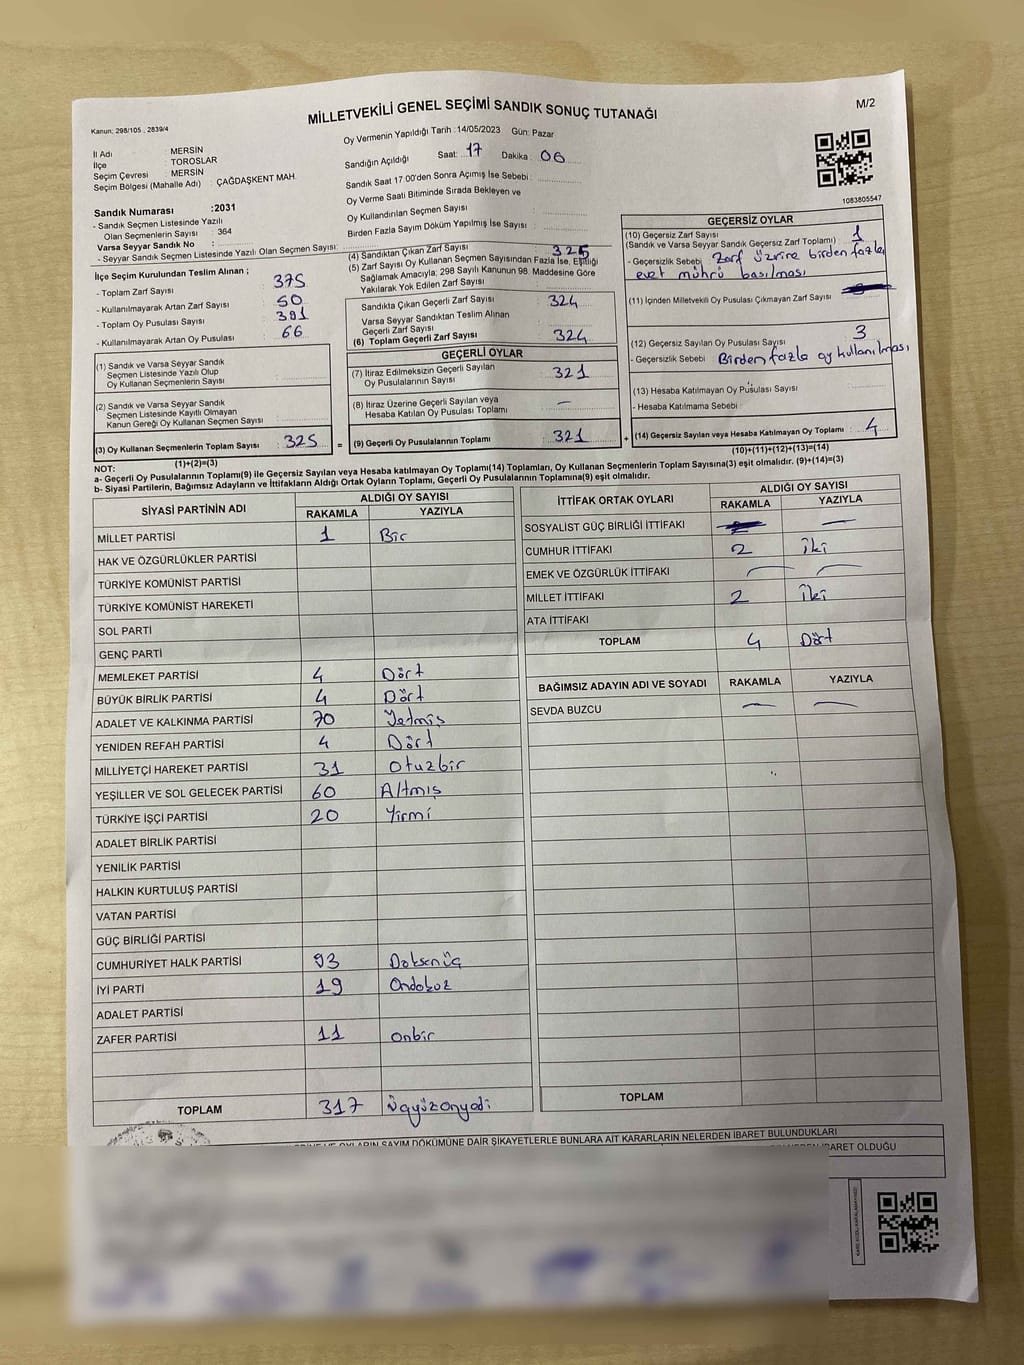 M/2
MİLLETVEKİLİ GENEL SEÇİMİ SANDIK SONUÇ TUTANAĞI
Kanun: 298/105 , 2839/4
Oy Vermenin Yapıldığı Tarih :14/05/2023 Gün: Pazar
İl Adı : MERSİN
İlçe : TOROSLAR
Seçim Çevresi : MERSİN
Seçim Bölgesi (Mahalle Adı) : ÇAĞDAŞKENT MAH.
Sandık Numarası :2031
- Sandık Seçmen Listesinde Yazılı
Olan Seçmenlerin Sayısı : 364
Varsa Seyyar Sandık No :
- Seyyar Sandık Seçmen Listesinde Yazılı Olan Seçmen Sayısı:
Sandığın Açıldığı Saat: 17 Dakika : 06
Sandık Saat 17.00'den Sonra Açımış İse Sebebi :
Oy Verme Saati Bitiminde Sırada Bekleyen ve
Oy Kullandırılan Seçmen Sayısı :
Birden Fazla Sayım Döküm Yapılmış İse Sayısı :
1083805547
İlçe Seçim Kurulundan Teslim Alınan ;
- Toplam Zarf Sayısı : 375
- Kullanılmayarak Artan Zarf Sayısı : 50
- Toplam Oy Pusulası Sayısı : 391
- Kullanılmayarak Artan Oy Pusulası : 66
(1) Sandık ve Varsa Seyyar Sandık
Seçmen Listesinde Yazılı Olup
Oy Kullanan Seçmenlerin Sayısı :
(2) Sandık ve Varsa Seyyar Sandık
Seçmen Listesinde Kayıtlı Olmayan
Kanun Gereği Oy Kullanan Seçmen Sayısı :
(3) Oy Kullanan Seçmenlerin Toplam Sayısı : 325
(1)+(2)=(3)
(4) Sandıktan Çıkan Zarf Sayısı : 325
(5) Zarf Sayısı Oy Kullanan Seçmen Sayısından Fazla İse, Eşitliği
Sağlamak Amacıyla; 298 Sayılı Kanunun 98. Maddesine Göre
Yakılarak Yok Edilen Zarf Sayısı :
Sandıkta Çıkan Geçerli Zarf Sayısı : 324
Varsa Seyyar Sandıktan Teslim Alınan
Geçerli Zarf Sayısı :
(6) Toplam Geçerli Zarf Sayısı : 324
GEÇERLİ OYLAR
(7) İtiraz Edilmeksizin Geçerli Sayılan
Oy Pusulalarının Sayısı : 321
(8) İtiraz Üzerine Geçerli Sayılan veya
Hesaba Katılan Oy Pusulası Toplamı : –
= (9) Geçerli Oy Pusulalarının Toplamı : 321 +
GEÇERSİZ OYLAR
(10) Geçersiz Zarf Sayısı
(Sandık ve Varsa Seyyar Sandık Geçersiz Zarf Toplamı) : 1
- Geçersizlik Sebebi : Zarf üzrine birden fazla
evet mührü basılması
(11) İçinden Milletvekili Oy Pusulası Çıkmayan Zarf Sayısı :
(12) Geçersiz Sayılan Oy Pusulası Sayısı : 3
- Geçersizlik Sebebi : Birden fazla oy kullanılması
(13) Hesaba Katılmayan Oy Pusulası Sayısı :
- Hesaba Katılmama Sebebi :
(14) Geçersiz Sayılan veya Hesaba Katılmayan Oy Toplamı : 4
(10)+(11)+(12)+(13)=(14)
NOT:
a- Geçerli Oy Pusulalarının Toplamı(9) ile Geçersiz Sayılan veya Hesaba katılmayan Oy Toplamı(14) Toplamları, Oy Kullanan Seçmenlerin Toplam Sayısına(3) eşit olmalıdır. (9)+(14)=(3)
b- Siyasi Partilerin, Bağımsız Adayların ve İttifakların Aldığı Ortak Oyların Toplamı, Geçerli Oy Pusulalarının Toplamına(9) eşit olmalıdır.
SİYASİ PARTİNİN ADI ALDIĞI OY SAYISI
RAKAMLA YAZIYLA
MİLLET PARTİSİ 1 Bir
HAK VE ÖZGÜRLÜKLER PARTİSİ
TÜRKİYE KOMÜNİST PARTİSİ
TÜRKİYE KOMÜNİST HAREKETİ
SOL PARTİ
GENÇ PARTİ
MEMLEKET PARTİSİ 4 Dört
BÜYÜK BİRLİK PARTİSİ 4 Dört
ADALET VE KALKINMA PARTİSİ 70 Yetmiş
YENİDEN REFAH PARTİSİ 4 Dört
MİLLİYETÇİ HAREKET PARTİSİ 31 Otuzbir
YEŞİLLER VE SOL GELECEK PARTİSİ 60 Altmış
TÜRKİYE İŞÇİ PARTİSİ 20 Yirmi
ADALET BİRLİK PARTİSİ
YENİLİK PARTİSİ
HALKIN KURTULUŞ PARTİSİ
VATAN PARTİSİ
GÜÇ BİRLİĞİ PARTİSİ
CUMHURİYET HALK PARTİSİ 93 Doksanüç
İYİ PARTİ 19 Ondokuz
ADALET PARTİSİ
ZAFER PARTİSİ 11 onbir
TOPLAM 317 üçyüzonyedi
İTTİFAK ORTAK OYLARI ALDIĞI OY SAYISI
RAKAMLA YAZIYLA
SOSYALİST GÜÇ BİRLİĞİ İTTİFAKI —
CUMHUR İTTİFAKI 2 iki
EMEK VE ÖZGÜRLÜK İTTİFAKI — —
MİLLET İTTİFAKI 2 iki
ATA İTTİFAKI
TOPLAM 4 Dört
BAĞIMSIZ ADAYIN ADI VE SOYADI RAKAMLA YAZIYLA
SEVDA BUZCU — —
TOPLAM
OYLARIN SAYIM DÖKÜMÜNE DAİR ŞİKAYETLERLE BUNLARA AİT KARARLARIN NELERDEN İBARET BULUNDUKLARI
İBARET OLDUĞU